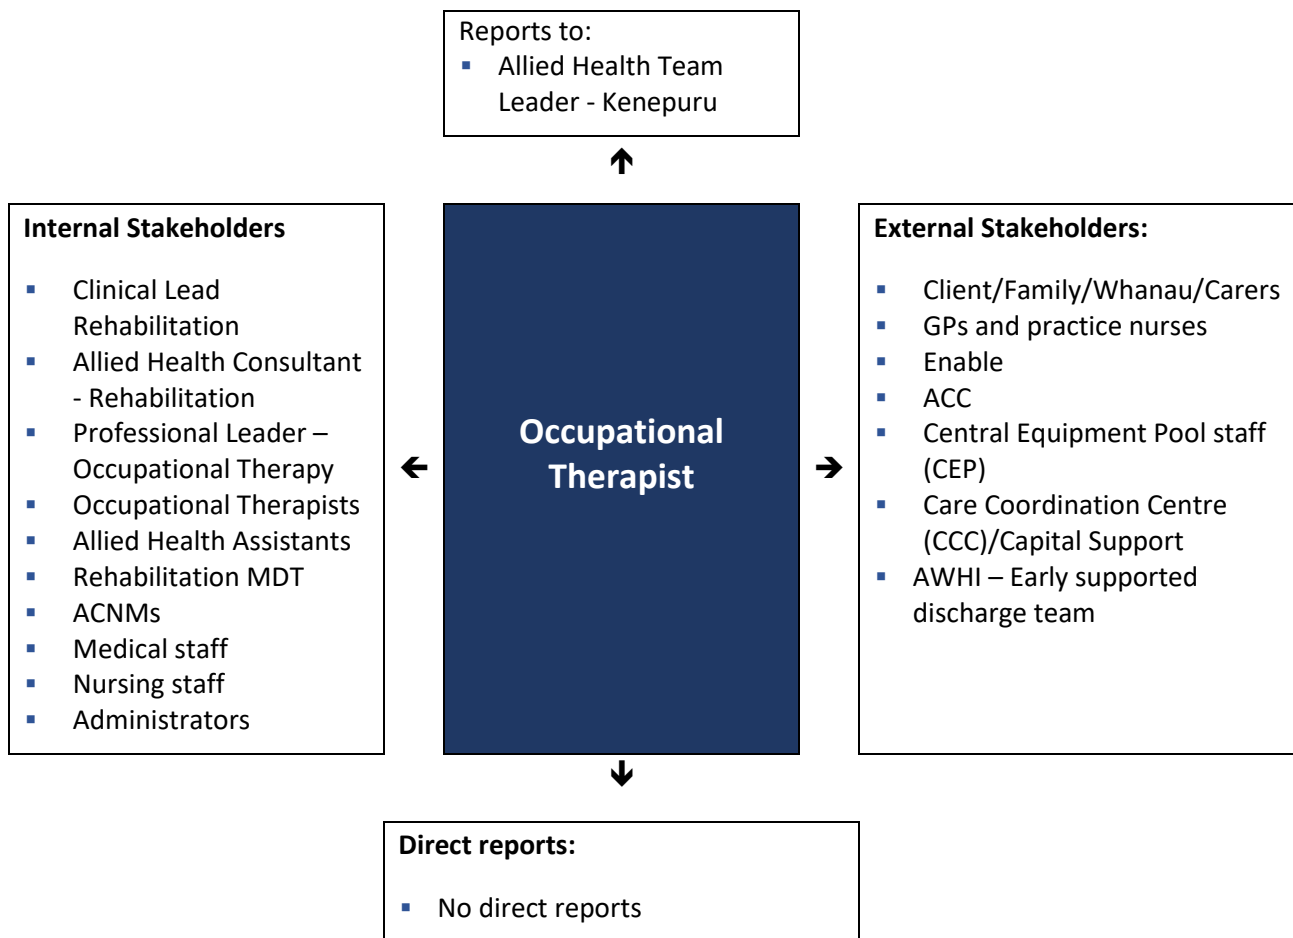 Reports to:
▪ Allied Health Team
Leader - Kenepuru
Internal Stakeholders
▪ Clinical Lead
Rehabilitation
▪ Allied Health Consultant
- Rehabilitation
▪ Professional Leader –
Occupational Therapy
▪ Occupational Therapists
▪ Allied Health Assistants
▪ Rehabilitation MDT
▪ ACNMs
▪ Medical staff
▪ Nursing staff
▪ Administrators
Occupational
Therapist
External Stakeholders:
▪ Client/Family/Whanau/Carers
▪ GPs and practice nurses
▪ Enable
▪ ACC
▪ Central Equipment Pool staff
(CEP)
▪ Care Coordination Centre
(CCC)/Capital Support
▪ AWHI – Early supported
discharge team
Direct reports:
▪ No direct reports